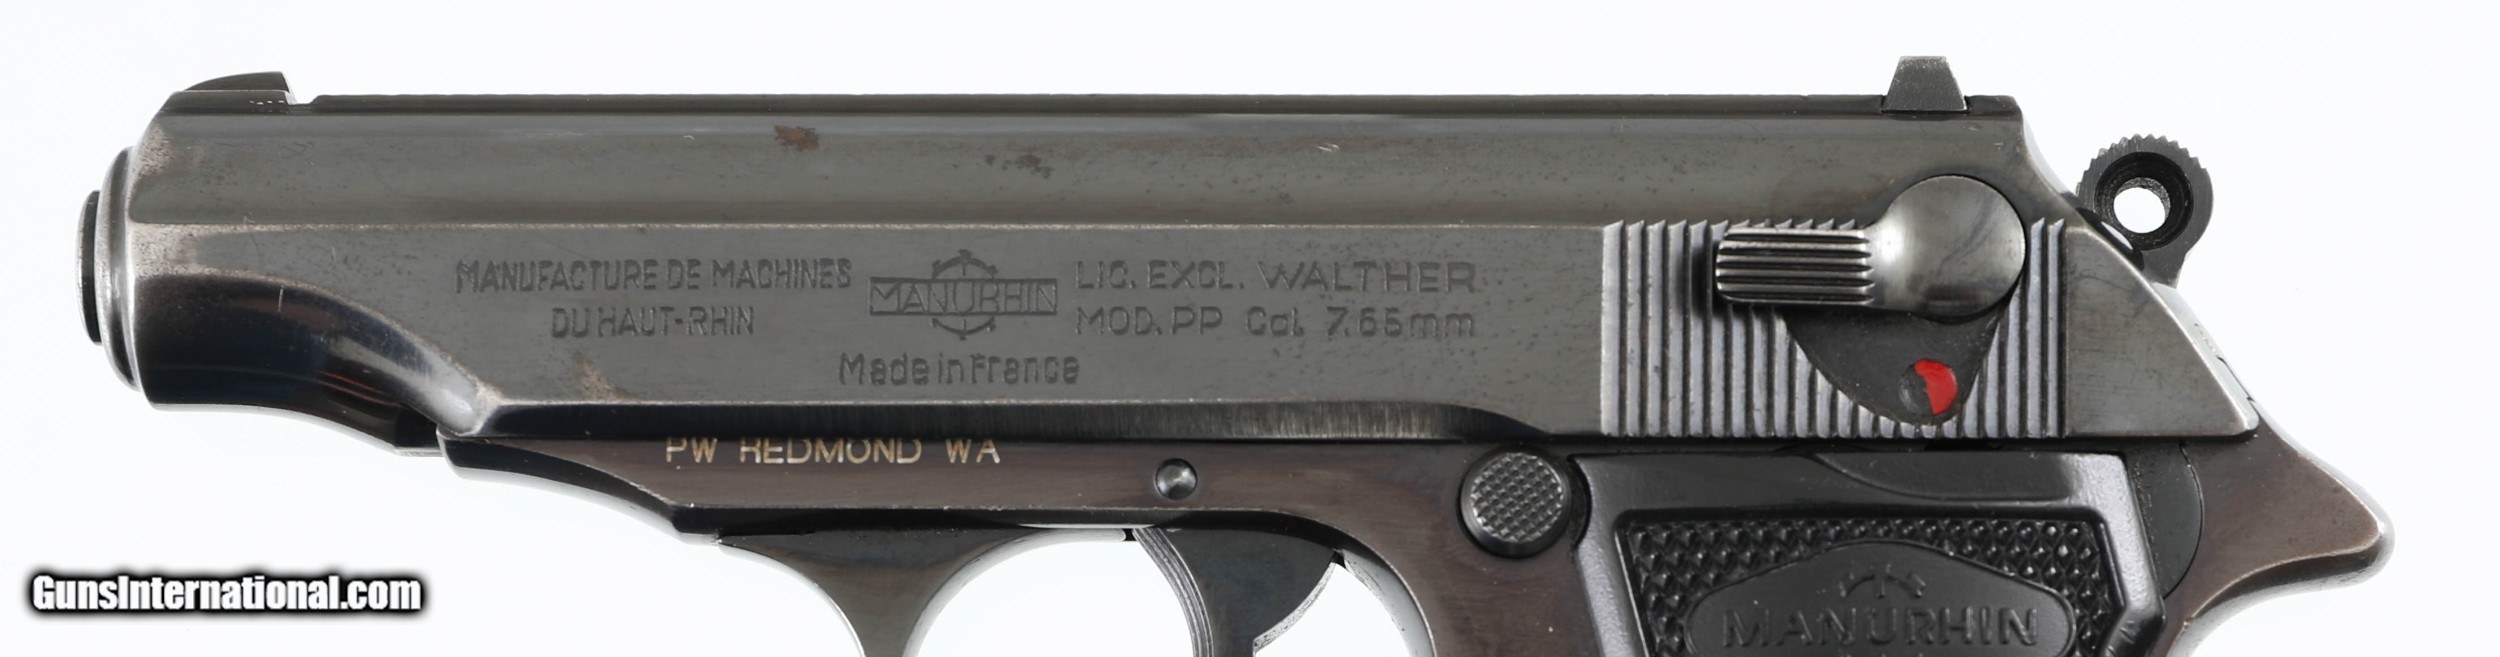 MANUFACTURE DE MACHINES
DU HAUT-RHIN
MANURHIN
LIC. EXCL. WALTHER
MOD. PP Cal. 7.65mm
Made in France
PW REDMOND WA
MANURHIN
GunsInternational.com